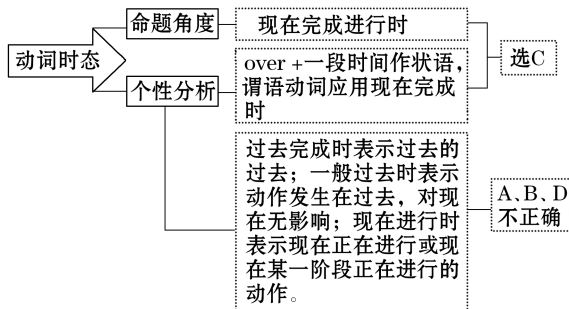 动词时态
命题角度
现在完成进行时
选C
个性分析
over +一段时间作状语,
谓语动词应用现在完成
时
过去完成时表示过去的
过去；一般过去时表示
动作发生在过去，对现
在无影响；现在进行时
表示现在正在进行或现
在某一阶段正在进行的
动作。
A、B、D
不正确